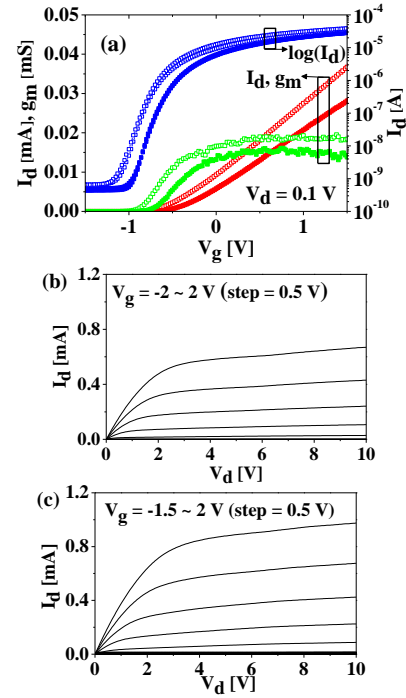 (a)
log(I_d)
I_d, g_m
V_d = 0.1 V
I_d [mA], g_m [mS]
0.05
0.04
0.03
0.02
0.01
0.00
10^-4
10^-5
10^-6
10^-7
10^-8
10^-9
10^-10
I_d [A]
-1 0 1
V_g [V]
(b)
V_g = -2 ~ 2 V (step = 0.5 V)
I_d [mA]
1.2
0.8
0.4
0.0
0 2 4 6 8 10
V_d [V]
(c)
V_g = -1.5 ~ 2 V (step = 0.5 V)
I_d [mA]
1.2
0.8
0.4
0.0
0 2 4 6 8 10
V_d [V]